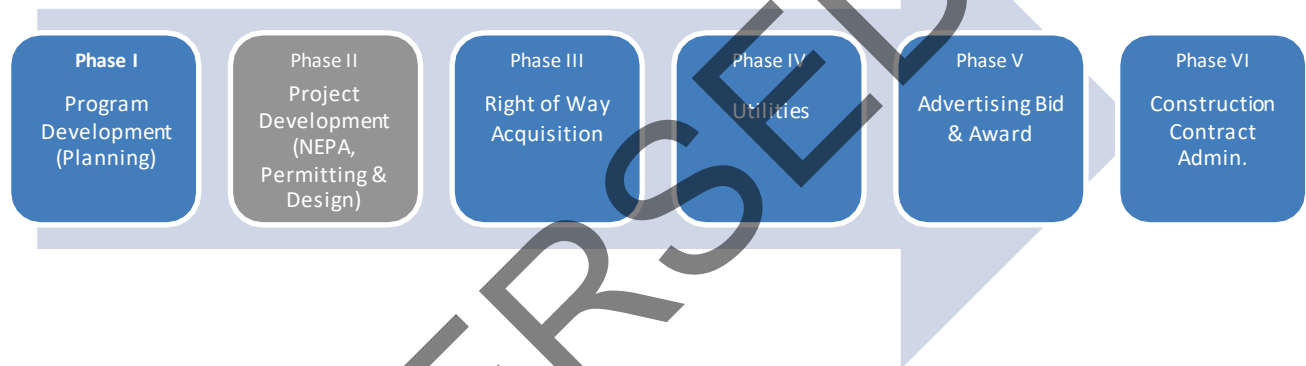 Phase I
Program
Development
(Planning)
Phase II
Project
Development
(NEPA,
Permitting &
Design)
Phase III
Right of Way
Acquisition
Phase IV
Utilities
Phase V
Advertising Bid
& Award
Phase VI
Construction
Contract
Admin.
ERSED